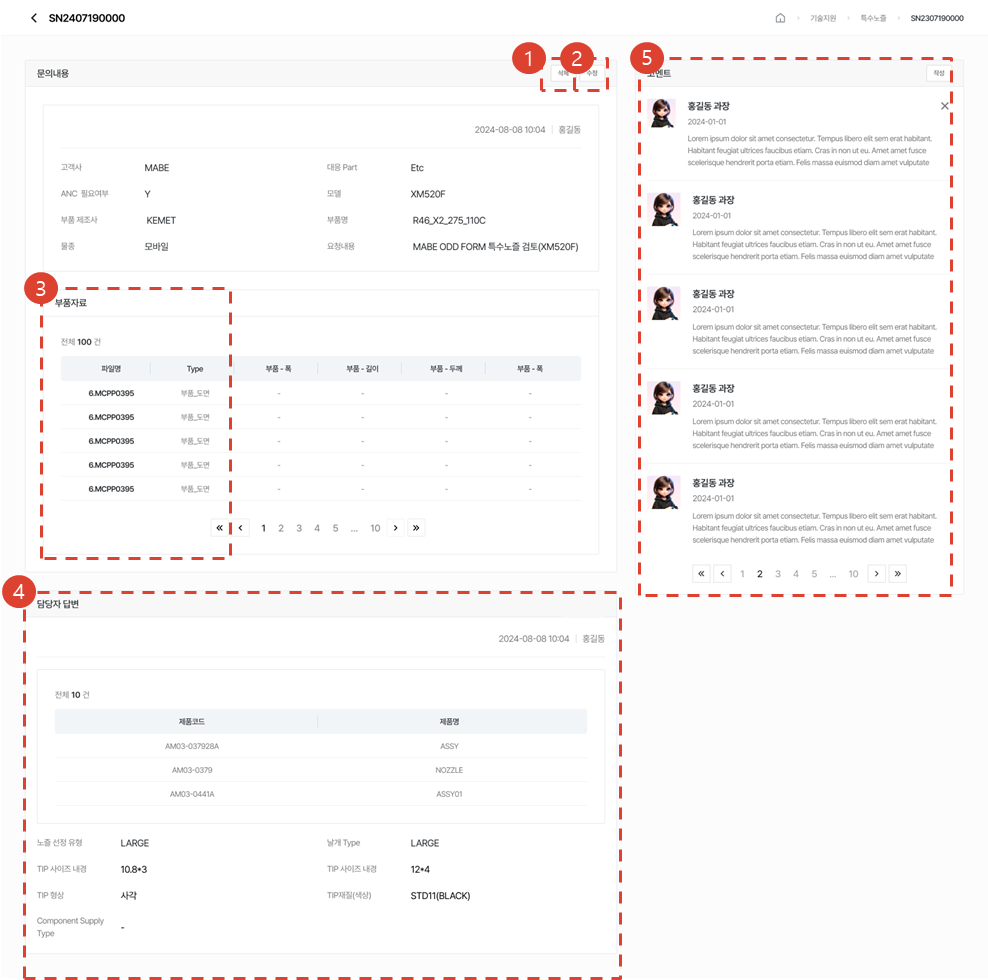 SN2407190000
기술지원
특수노즐
SN2307190000
1
2
문의내용
삭제
수정
2024-08-08 10:04
홍길동
고객사 MABE 대응 Part Etc
ANC 필요여부 Y 모델 XM520F
부품 제조사 KEMET 부품명 R46_X2_275_110C
물종 모바일 요청내용 MABE ODD FORM 특수노즐 검토(XM520F)
3
부품자료
전체 100 건
파일명 Type 부품 - 폭 부품 - 길이 부품 - 두께 부품 - 폭
6.MCPP0395 부품_도면 - - - -
6.MCPP0395 부품_도면 - - - -
6.MCPP0395 부품_도면 - - - -
6.MCPP0395 부품_도면 - - - -
6.MCPP0395 부품_도면 - - - -
« ‹ 1 2 3 4 5 ... 10 › »
4
담당자 답변
2024-08-08 10:04
홍길동
전체 10 건
제품코드 제품명
AM03-037928A ASSY
AM03-0379 NOZZLE
AM03-0441A ASSY01
노즐 선정 유형 LARGE 날개 Type LARGE
TIP 사이즈 내경 10.8*3 TIP 사이즈 내경 12*4
TIP 형상 사각 TIP재질(색상) STD11(BLACK)
Component Supply
Type -
5
코멘트
작성
홍길동 과장
2024-01-01
Lorem ipsum dolor sit amet consectetur. Tempus libero elit sem erat habitant.
Habitant feugiat ultrices faucibus etiam. Cras in non ut eu. Amet amet fusce
scelerisque hendrerit porta etiam. Felis massa euismod diam amet vulputate
홍길동 과장
2024-01-01
Lorem ipsum dolor sit amet consectetur. Tempus libero elit sem erat habitant.
Habitant feugiat ultrices faucibus etiam. Cras in non ut eu. Amet amet fusce
scelerisque hendrerit porta etiam. Felis massa euismod diam amet vulputate
홍길동 과장
2024-01-01
Lorem ipsum dolor sit amet consectetur. Tempus libero elit sem erat habitant.
Habitant feugiat ultrices faucibus etiam. Cras in non ut eu. Amet amet fusce
scelerisque hendrerit porta etiam. Felis massa euismod diam amet vulputate
홍길동 과장
2024-01-01
Lorem ipsum dolor sit amet consectetur. Tempus libero elit sem erat habitant.
Habitant feugiat ultrices faucibus etiam. Cras in non ut eu. Amet amet fusce
scelerisque hendrerit porta etiam. Felis massa euismod diam amet vulputate
홍길동 과장
2024-01-01
Lorem ipsum dolor sit amet consectetur. Tempus libero elit sem erat habitant.
Habitant feugiat ultrices faucibus etiam. Cras in non ut eu. Amet amet fusce
scelerisque hendrerit porta etiam. Felis massa euismod diam amet vulputate
« ‹ 1 2 3 4 5 ... 10 › »